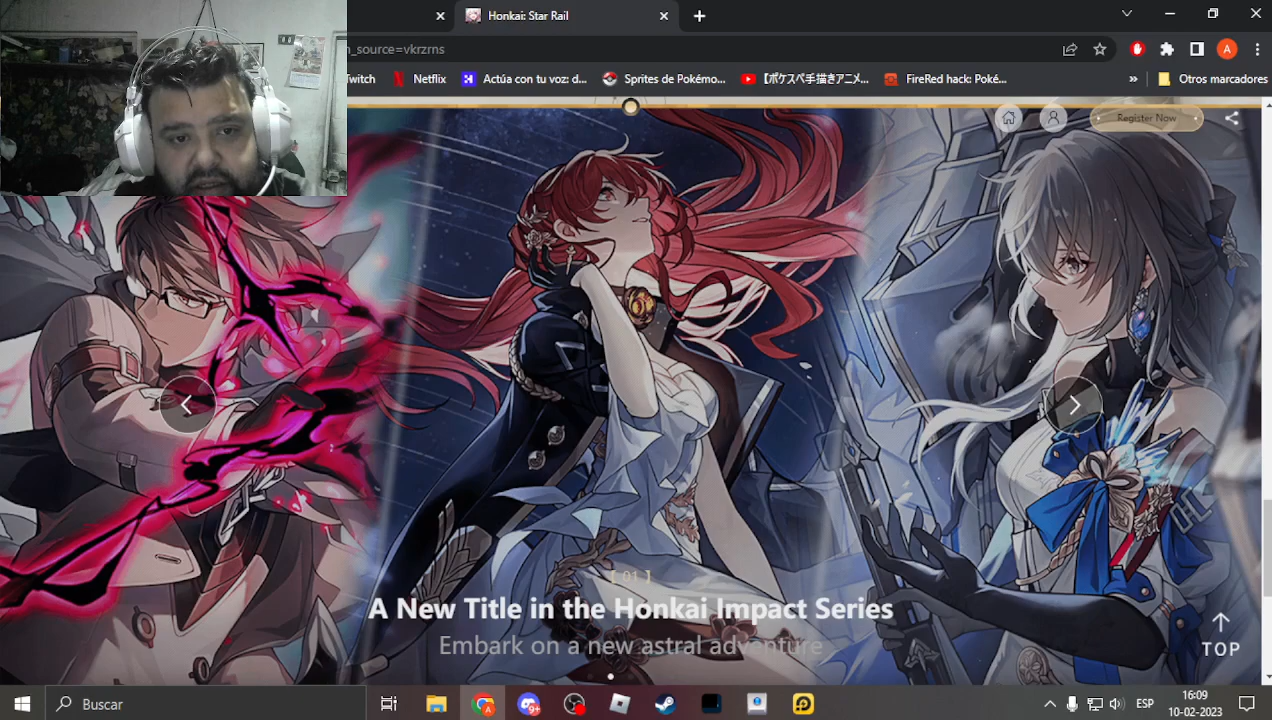 Honkai: Star Rail
n_source=vkrzrns
Twitch
Netflix
Actúa con tu voz: d...
Sprites de Pokémo...
【ポケスペ手描きアニメ...
FireRed hack: Poké...
»
Otros marcadores
A
Register Now
[ 01 ]
A New Title in the Honkai Impact Series
Embark on a new astral adventure
TOP
Buscar
9+
ESP
16:09
10-02-2023